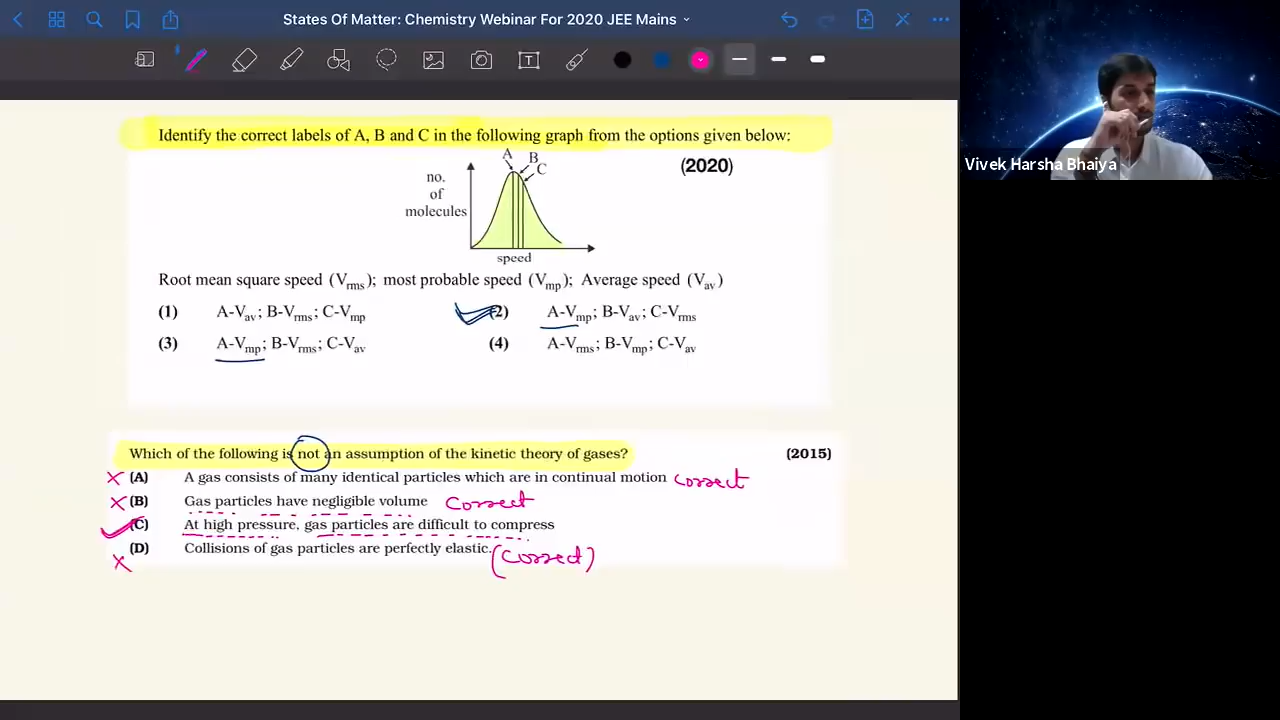 States Of Matter: Chemistry Webinar For 2020 JEE Mains
T
Identify the correct labels of A, B and C in the following graph from the options given below:
(2020)
A
B
C
no.
of
molecules
speed
Root mean square speed (Vrms); most probable speed (Vmp); Average speed (Vav)
(1) A-Vav; B-Vrms; C-Vmp (2) A-Vmp; B-Vav; C-Vrms
(3) A-Vmp; B-Vrms; C-Vav (4) A-Vrms; B-Vmp; C-Vav
Which of the following is not an assumption of the kinetic theory of gases? (2015)
x (A) A gas consists of many identical particles which are in continual motion correct
x (B) Gas particles have negligible volume correct
(C) At high pressure, gas particles are difficult to compress
x (D) Collisions of gas particles are perfectly elastic. (correct)
Vivek Harsha Bhaiya